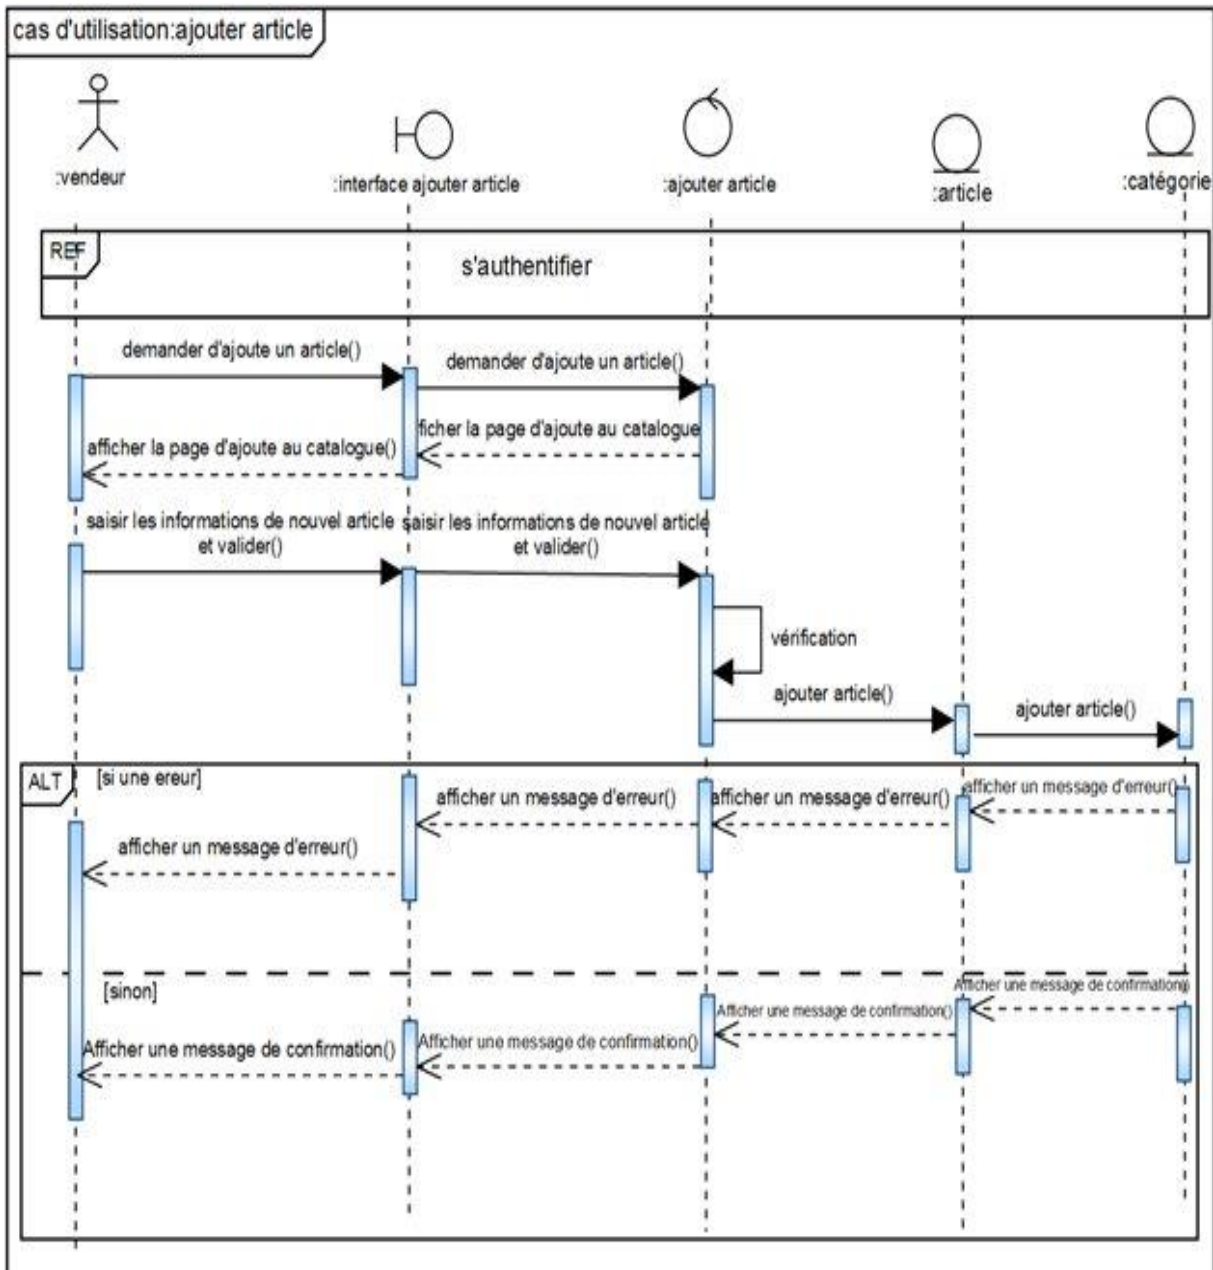 cas d'utilisation:ajouter article
:vendeur
:interface ajouter article
:ajouter article
:article
:catégorie
REF
s'authentifier
demander d'ajoute un article()
demander d'ajoute un article()
ficher la page d'ajoute au catalogue
afficher la page d'ajoute au catalogue()
saisir les informations de nouvel article
et valider()
saisir les informations de nouvel article
et valider()
vérification
ajouter article()
ajouter article()
ALT
[si une ereur]
afficher un message d'erreur()
afficher un message d'erreur()
afficher un message d'erreur()
afficher un message d'erreur()
[sinon]
Afficher une message de confirmation()
Afficher une message de confirmation()
Afficher une message de confirmation()
Afficher une message de confirmation()